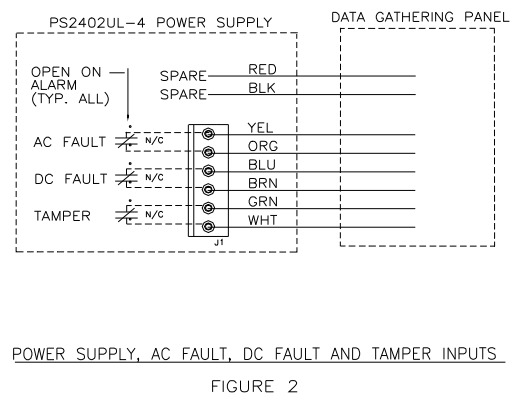 PS2402UL-4 POWER SUPPLY
DATA GATHERING PANEL
OPEN ON
ALARM
(TYP. ALL)
SPARE RED
SPARE BLK
YEL
AC FAULT N/C
ORG
BLU
DC FAULT N/C
BRN
GRN
TAMPER N/C
WHT
J1
POWER SUPPLY, AC FAULT, DC FAULT AND TAMPER INPUTS
FIGURE 2